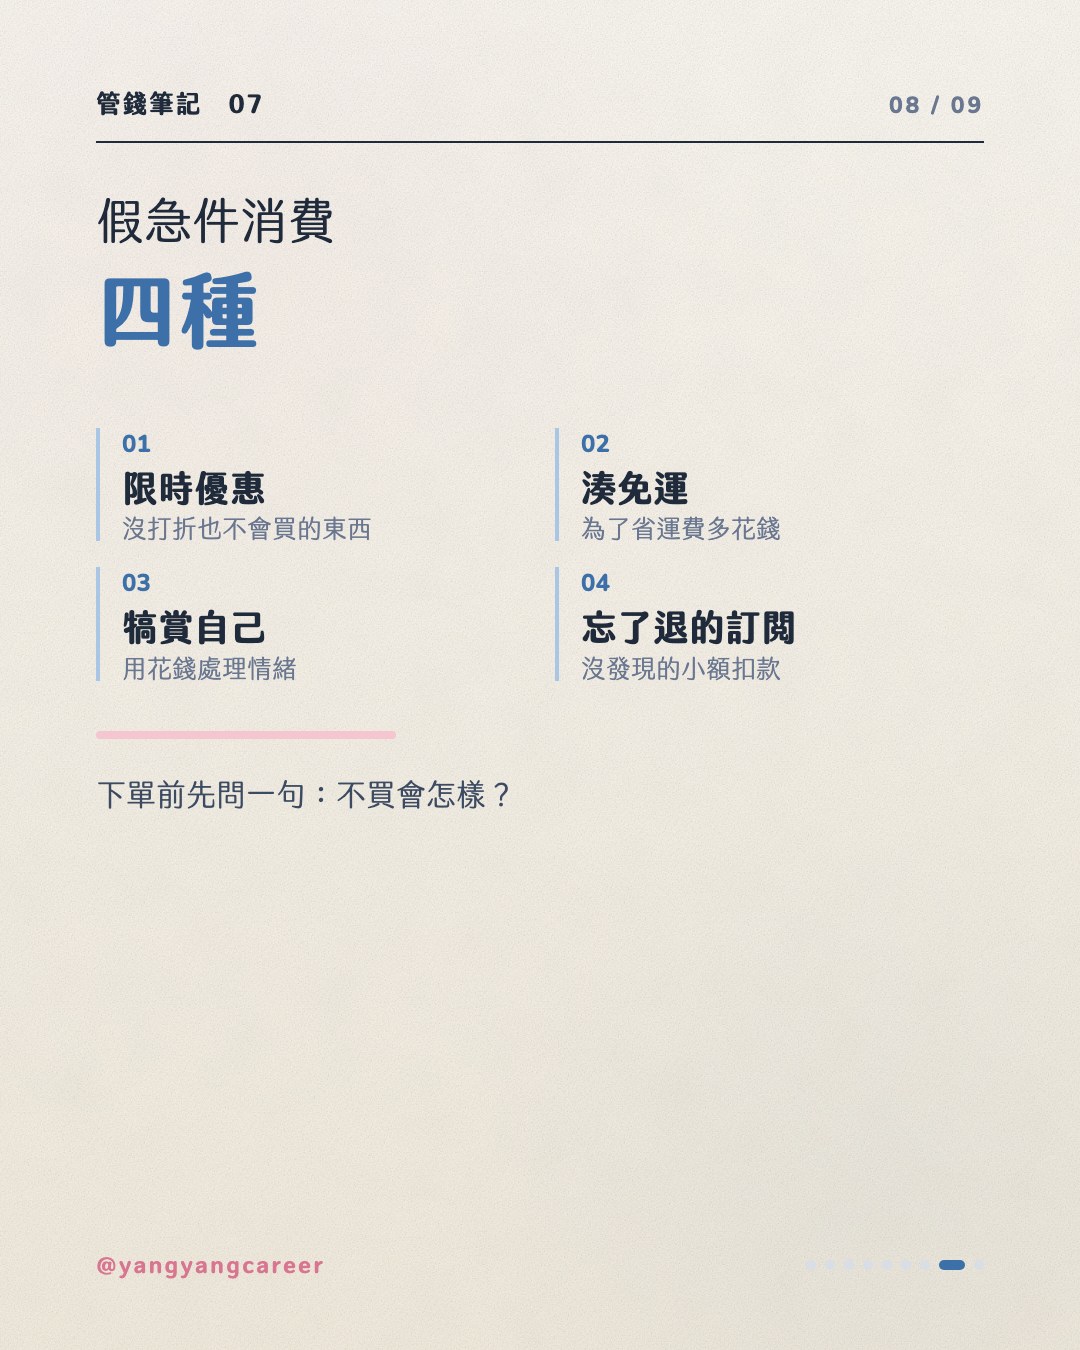 管錢筆記 07
08 / 09
假急件消費
四種
01
限時優惠
沒打折也不會買的東西
02
湊免運
為了省運費多花錢
03
犒賞自己
用花錢處理情緒
04
忘了退的訂閱
沒發現的小額扣款
下單前先問一句：不買會怎樣？
@yangyangcareer